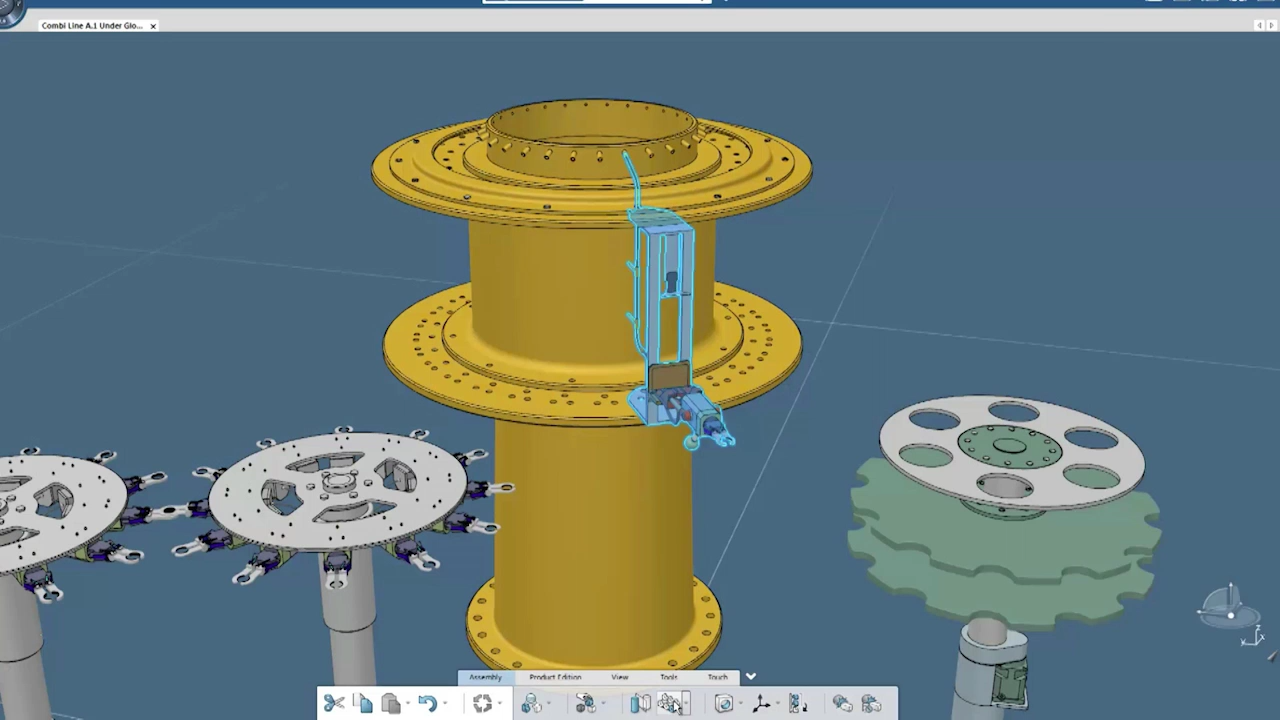 Combi Line A.1 Under Glo...
Assembly Product Edition View Tools Touch